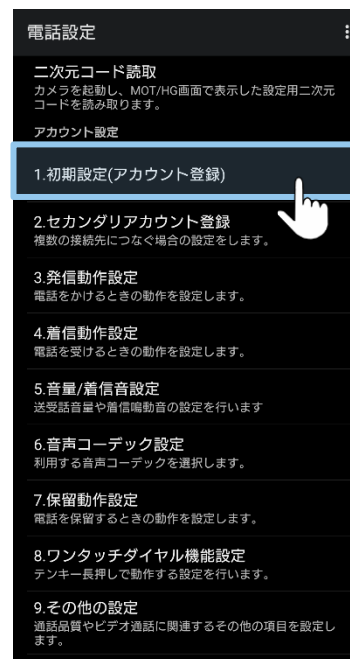 電話設定
二次元コード読取
カメラを起動し、MOT/HG画面で表示した設定用二次元
コードを読み取ります。
アカウント設定
1.初期設定(アカウント登録)
2.セカンダリアカウント登録
複数の接続先につなぐ場合の設定をします。
3.発信動作設定
電話をかけるときの動作を設定します。
4.着信動作設定
電話を受けるときの動作を設定します。
5.音量/着信音設定
送受話音量や着信鳴動音の設定を行います
6.音声コーデック設定
利用する音声コーデックを選択します。
7.保留動作設定
電話を保留するときの動作を設定します。
8.ワンタッチダイヤル機能設定
テンキー長押しで動作する設定を行います。
9.その他の設定
通話品質やビデオ通話に関連するその他の項目を設定し
ます。